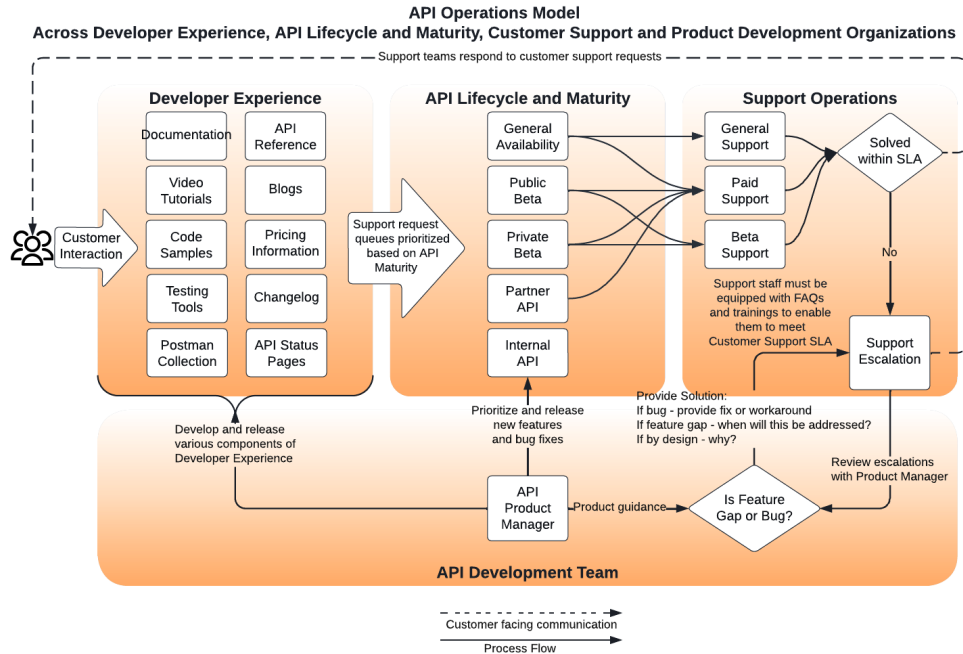 API Operations Model
Across Developer Experience, API Lifecycle and Maturity, Customer Support and Product Development Organizations
Support teams respond to customer support requests
Developer Experience
Documentation
API
Reference
Video
Tutorials
Blogs
Code
Samples
Pricing
Information
Testing
Tools
Changelog
Postman
Collection
API Status
Pages
Customer
Interaction
Support request
queues prioritized
based on API
Maturity
API Lifecycle and Maturity
General
Availability
Public
Beta
Private
Beta
Partner
API
Internal
API
Support Operations
General
Support
Paid
Support
Beta
Support
Solved
within SLA
No
Support staff must be
equipped with FAQs
and trainings to enable
them to meet
Customer Support SLA
Support
Escalation
Develop and release
various components of
Developer Experience
Prioritize and release
new features
and bug fixes
Provide Solution:
If bug - provide fix or workaround
If feature gap - when will this be addressed?
If by design - why?
Review escalations
with Product Manager
API
Product
Manager
Product guidance
Is Feature
Gap or Bug?
API Development Team
Customer facing communication
Process Flow